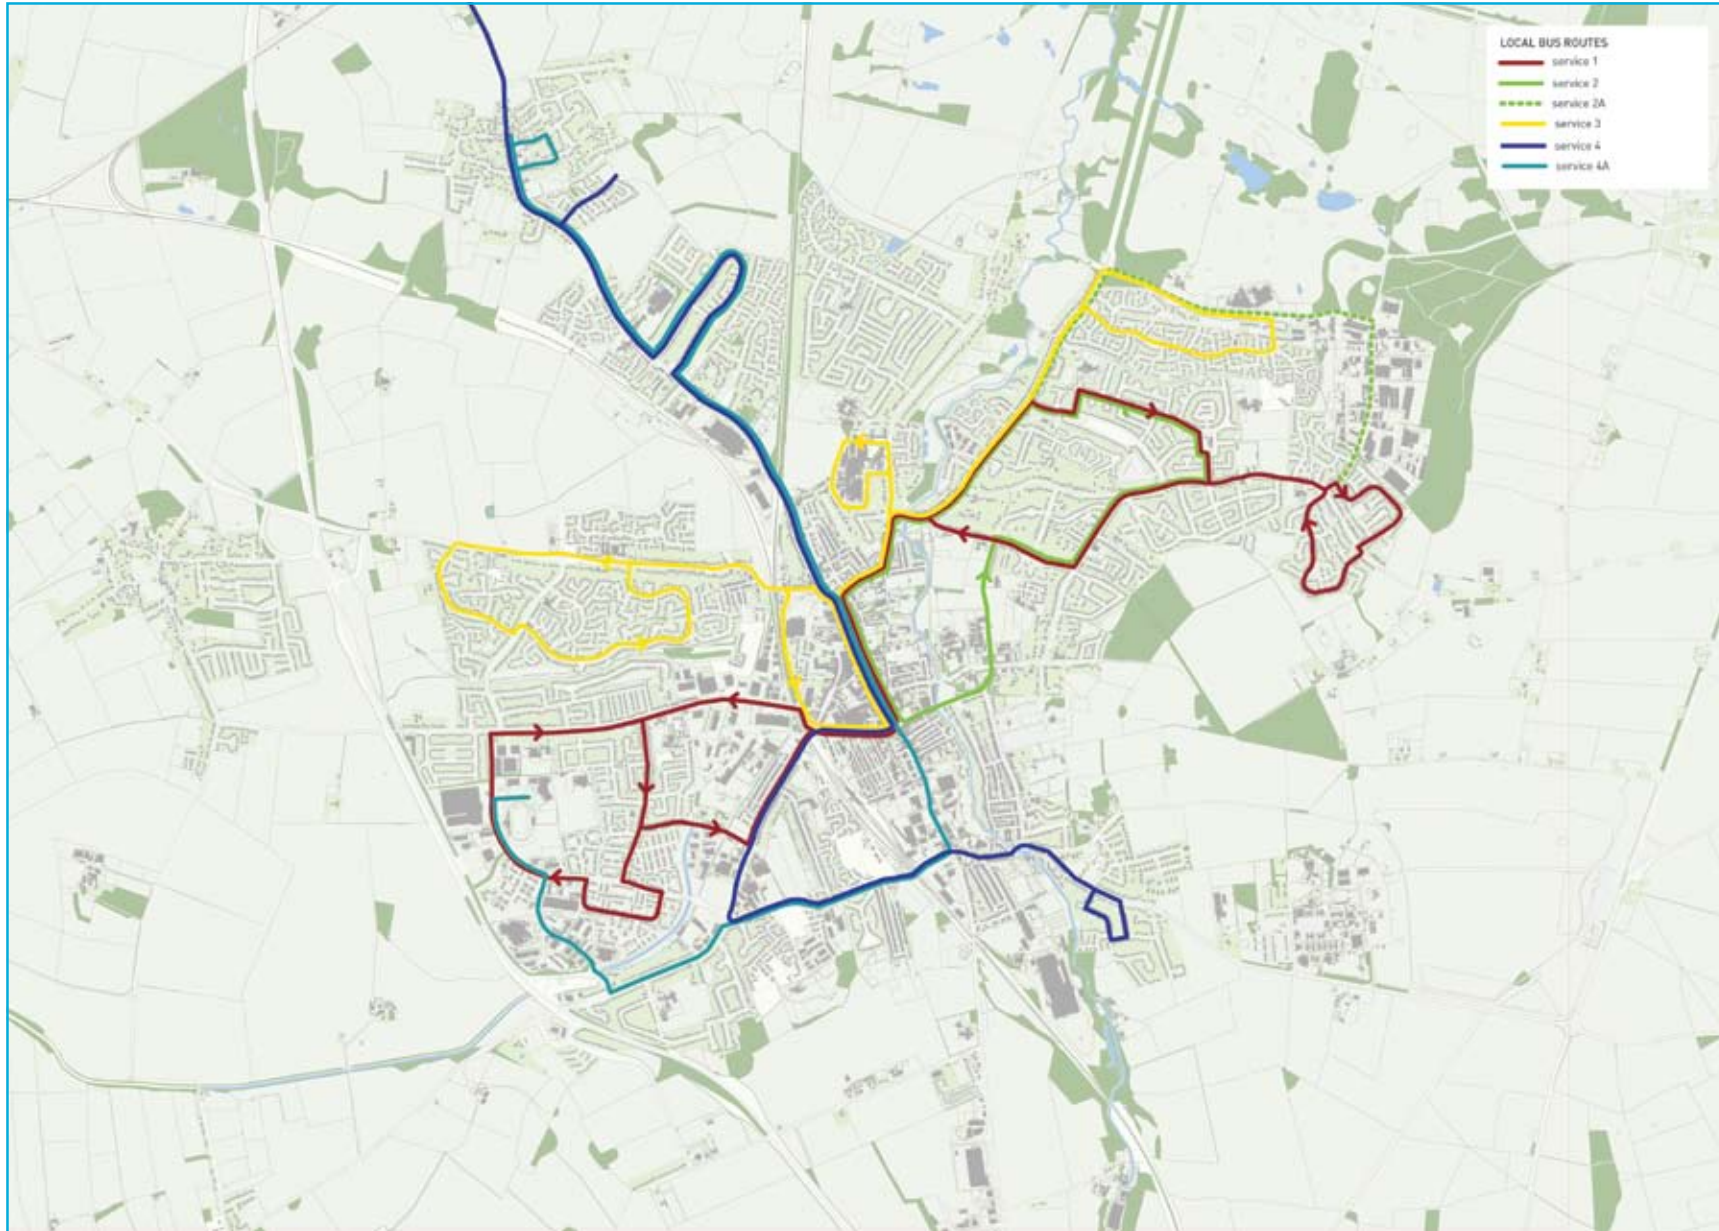 LOCAL BUS ROUTES
service 1
service 2
service 2A
service 3
service 4
service 4A